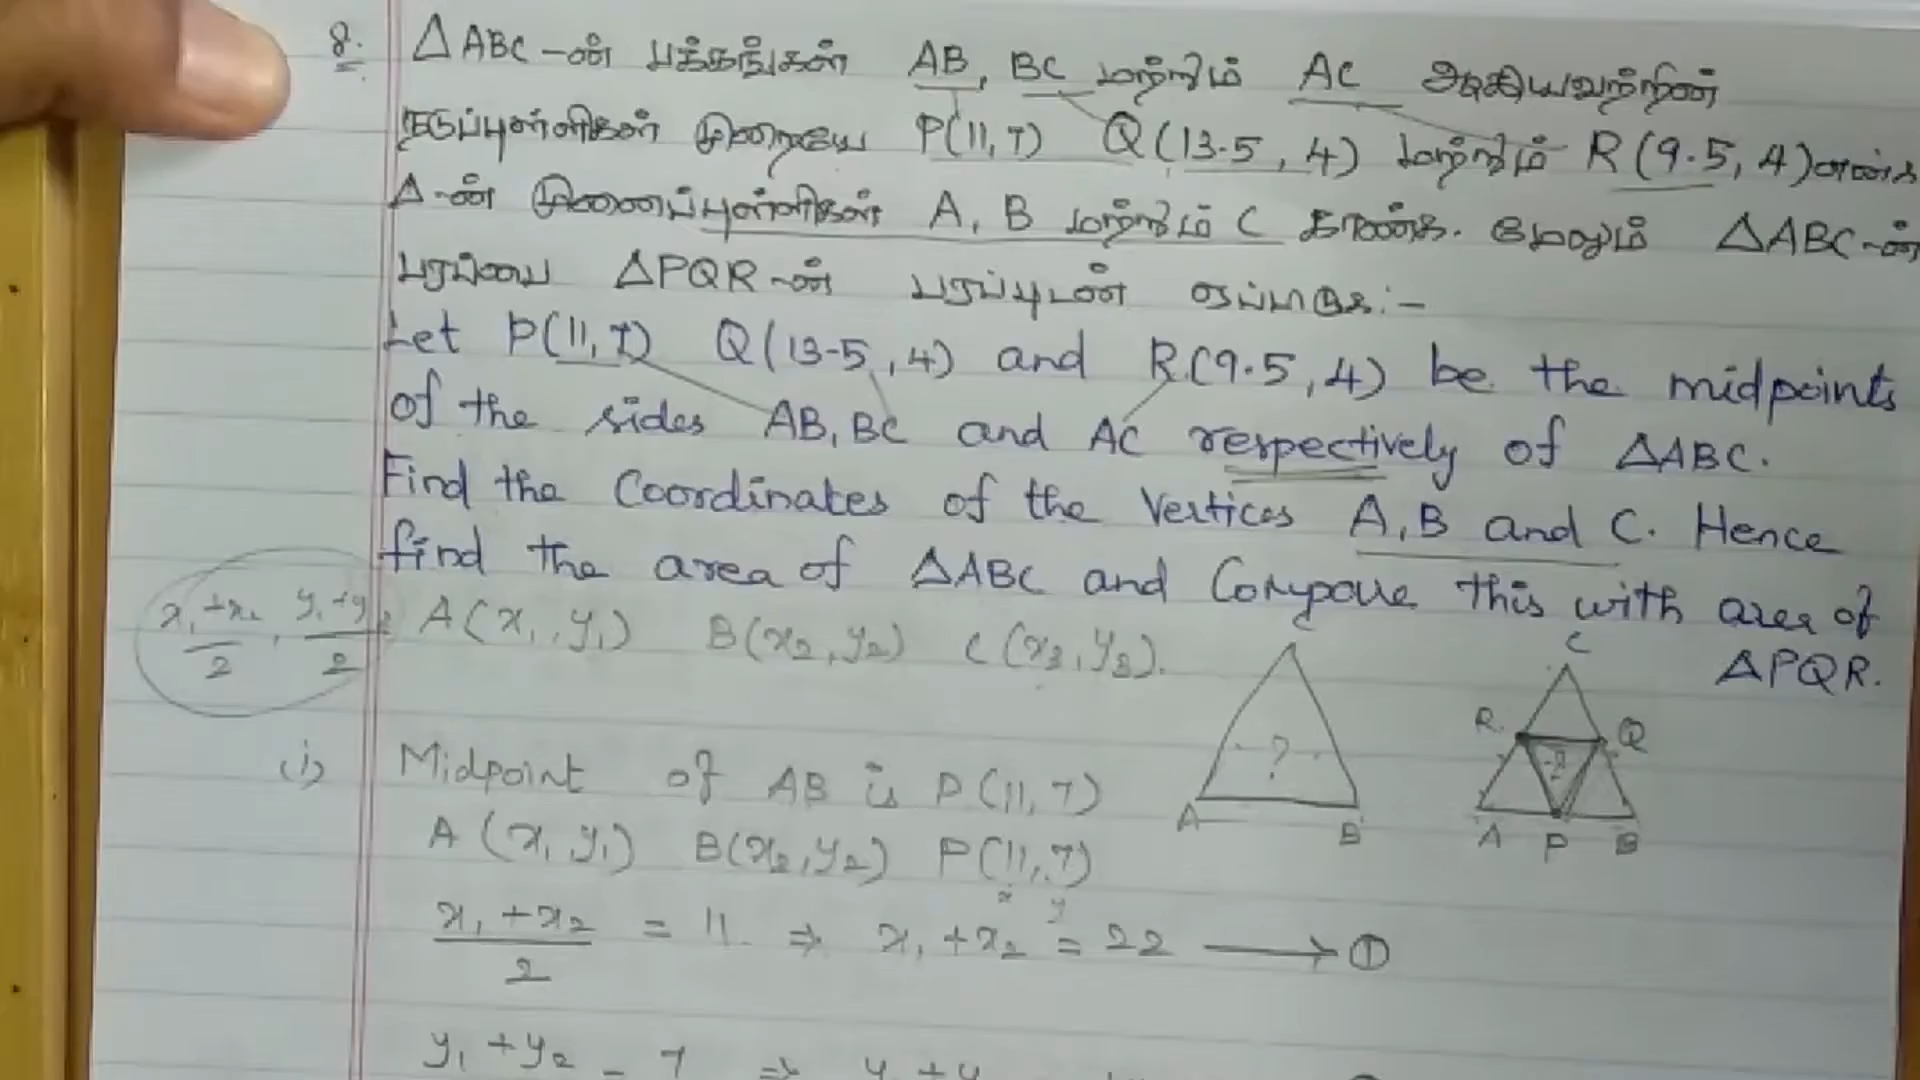 8. ΔABC-ன் பக்கங்கள் AB, BC மற்றும் AC ஆகியவற்றின்
நடுப்புள்ளிகள் முறையே P(11,7) Q(13.5, 4) மற்றும் R(9.5, 4) எனில்
Δ-ன் முனைப்புள்ளிகள் A, B மற்றும் C காண்க. மேலும் ΔABC-ன்
பரப்பை ΔPQR-ன் பரப்புடன் ஒப்பிடுக:-
Let P(11,7) Q(13.5,4) and R(9.5,4) be the midpoints
of the sides AB, BC and AC respectively of ΔABC.
Find the Coordinates of the Vertices A,B and C. Hence
find the area of ΔABC and Compare this with area of
ΔPQR.
x₁+x₂/2, y₁+y₂/2 A(x₁,y₁) B(x₂,y₂) C(x₃,y₃).
C
?
A B
C
R Q
A P B
(i) Midpoint of AB is P(11,7)
A(x₁ y₁) B(x₂,y₂) P(11,7)
x y
x₁+x₂/2 = 11 ⇒ x₁+x₂ = 22 ⟶ ①
y₁+y₂ = 7 ⇒ y+y